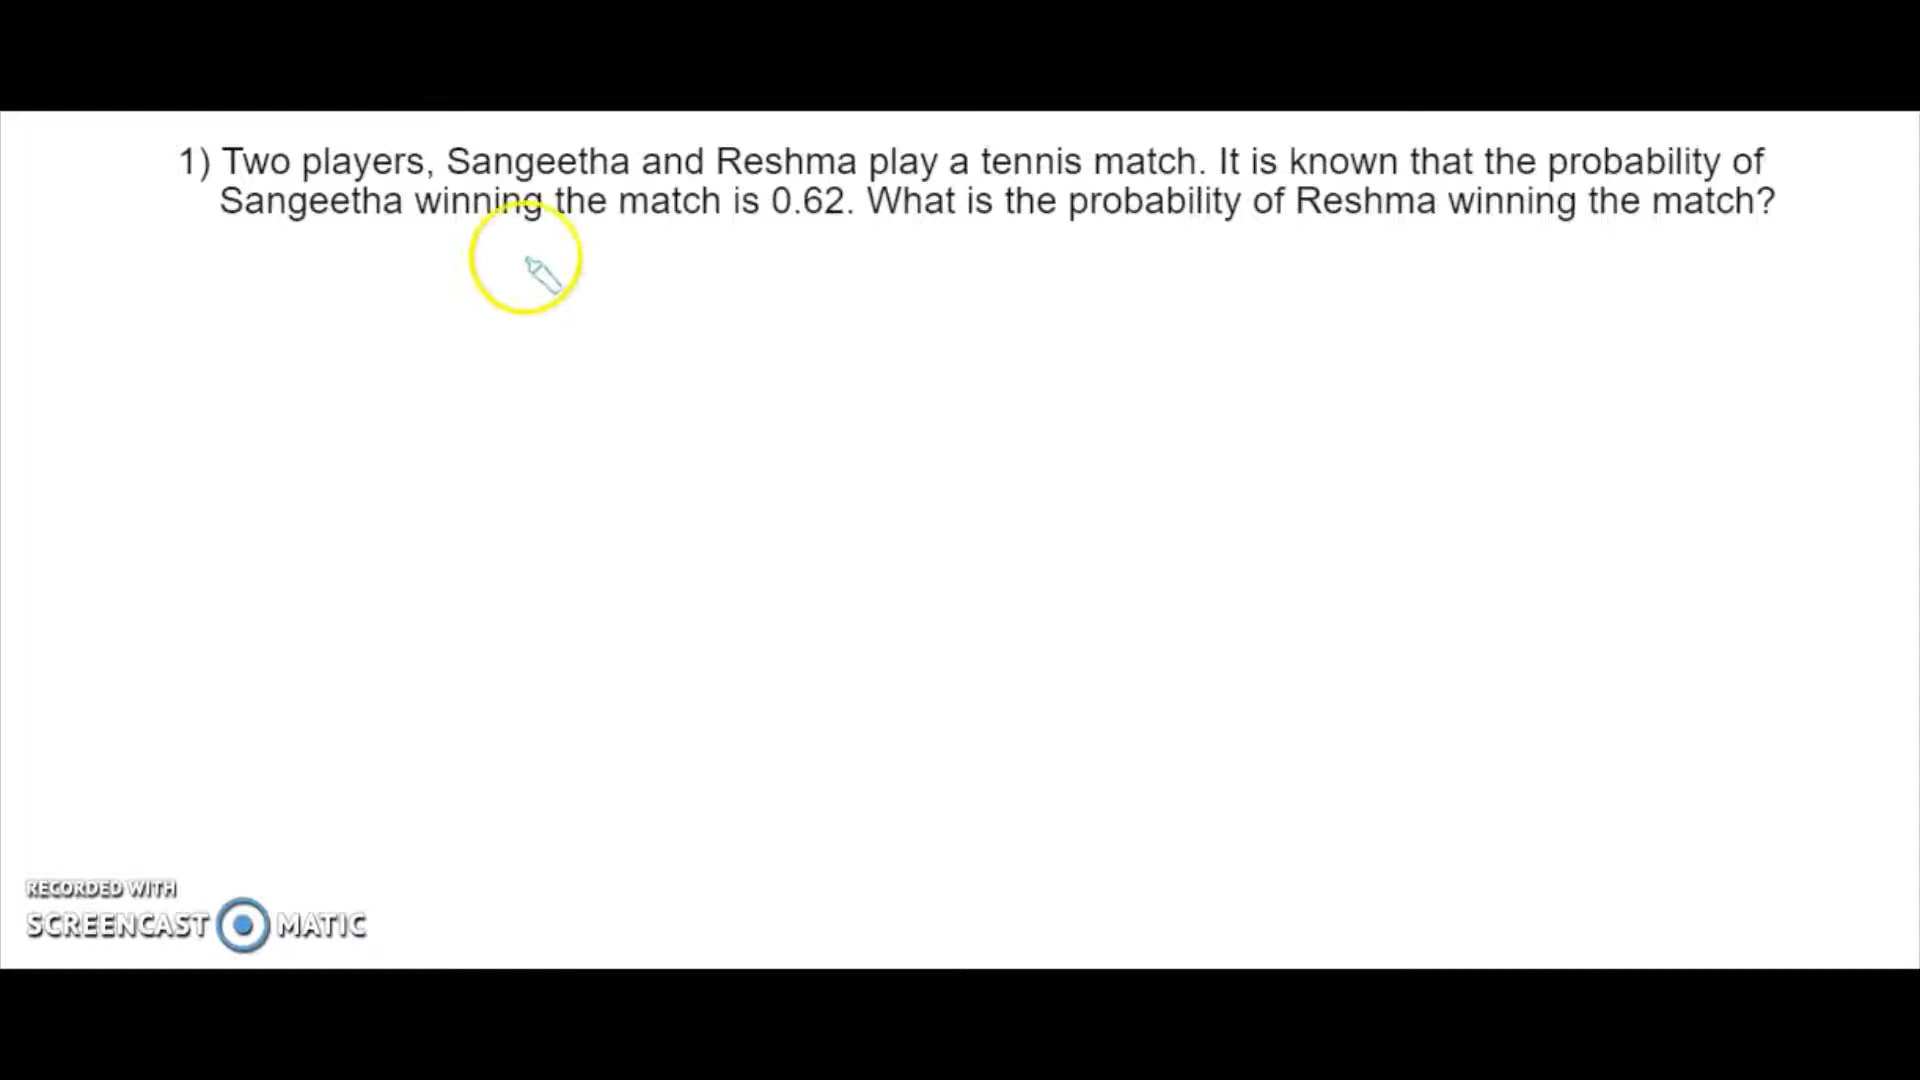 1) Two players, Sangeetha and Reshma play a tennis match. It is known that the probability of
Sangeetha winning the match is 0.62. What is the probability of Reshma winning the match?
RECORDED WITH
SCREENCAST MATIC